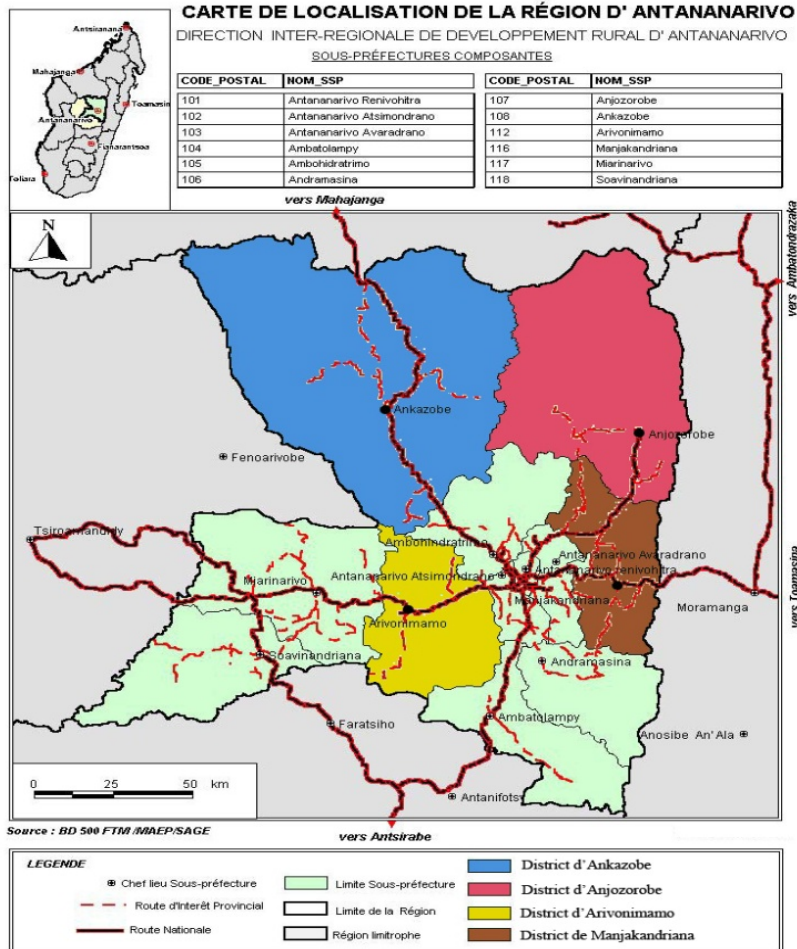 CARTE DE LOCALISATION DE LA RÉGION D' ANTANANARIVO
DIRECTION INTER-REGIONALE DE DEVELOPPEMENT RURAL D' ANTANANARIVO
SOUS-PRÉFECTURES COMPOSANTES
Antsiranana
Mahajanga
Toamasin
Antananarivo
Fianarantsoa
Toliara
CODE_POSTAL NOM_SSP
101 Antananarivo Renivohitra
102 Antananarivo Atsimondrano
103 Antananarivo Avaradrano
104 Ambatolampy
105 Ambohidratrimo
106 Andramasina
CODE_POSTAL NOM_SSP
107 Anjozorobe
108 Ankazobe
112 Arivonimamo
116 Manjakandriana
117 Miarinarivo
118 Soavinandriana
vers Mahajanga
N
vers Ambatondrazaka
Ankazobe
Anjozorobe
Fenoarivobe
Tsiroamandidy
Ambohindratrimo
Antananarivo Avaradrano
Antananarivo Atsimondrano
Antananarivo renivohitra
Miarinarivo
Manjakandriana
Moramanga
vers Toamasina
Arivonimamo
Soavinandriana
Andramasina
Faratsiho
Ambatolampy
Anosibe An'Ala
0 25 50 km
Antanifotsy
Source : BD 500 FTM /MAEP/SAGE
vers Antsirabe
LEGENDE
Chef lieu Sous-préfecture
Route d'Intérêt Provincial
Route Nationale
Limite Sous-préfecture
Limite de la Région
Région limitrophe
District d'Ankazobe
District d'Anjozorobe
District d'Arivonimamo
District de Manjakandriana